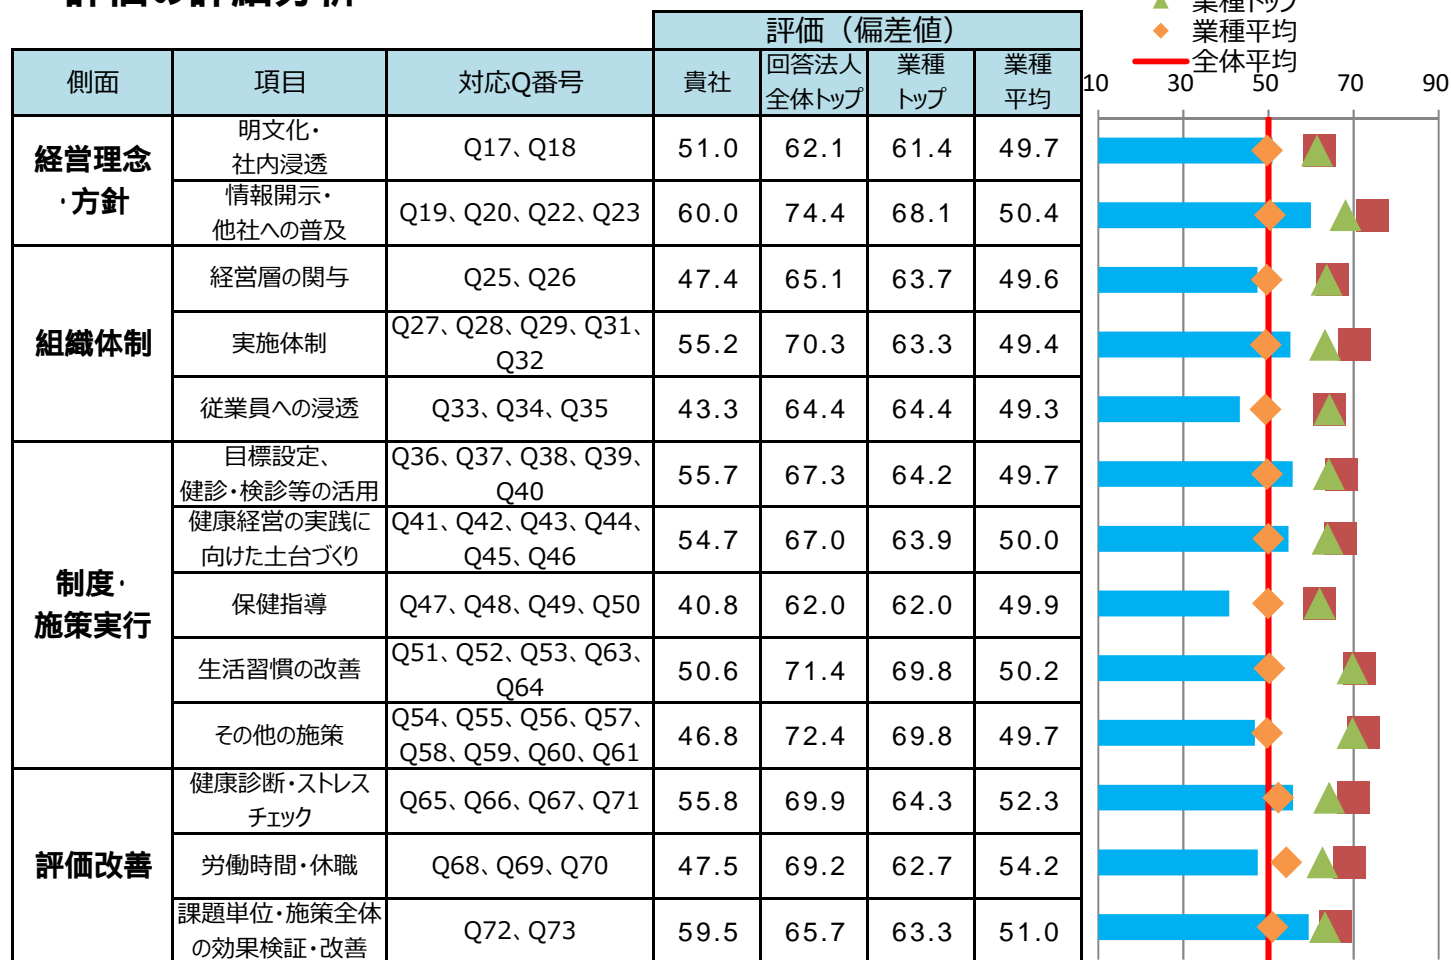 評価の詳細分析
業種トップ
業種平均
全体平均
評価（偏差値）
側面
項目
対応Q番号
貴社
回答法人
全体トップ
業種
トップ
業種
平均
10 30 50 70 90
経営理念
・方針
明文化・
社内浸透
Q17、Q18
51.0 62.1 61.4 49.7
情報開示・
他社への普及
Q19、Q20、Q22、Q23
60.0 74.4 68.1 50.4
組織体制
経営層の関与
Q25、Q26
47.4 65.1 63.7 49.6
実施体制
Q27、Q28、Q29、Q31、
Q32
55.2 70.3 63.3 49.4
従業員への浸透
Q33、Q34、Q35
43.3 64.4 64.4 49.3
制度・
施策実行
目標設定、
健診・検診等の活用
Q36、Q37、Q38、Q39、
Q40
55.7 67.3 64.2 49.7
健康経営の実践に
向けた土台づくり
Q41、Q42、Q43、Q44、
Q45、Q46
54.7 67.0 63.9 50.0
保健指導
Q47、Q48、Q49、Q50
40.8 62.0 62.0 49.9
生活習慣の改善
Q51、Q52、Q53、Q63、
Q64
50.6 71.4 69.8 50.2
その他の施策
Q54、Q55、Q56、Q57、
Q58、Q59、Q60、Q61
46.8 72.4 69.8 49.7
評価改善
健康診断・ストレス
チェック
Q65、Q66、Q67、Q71
55.8 69.9 64.3 52.3
労働時間・休職
Q68、Q69、Q70
47.5 69.2 62.7 54.2
課題単位・施策全体
の効果検証・改善
Q72、Q73
59.5 65.7 63.3 51.0